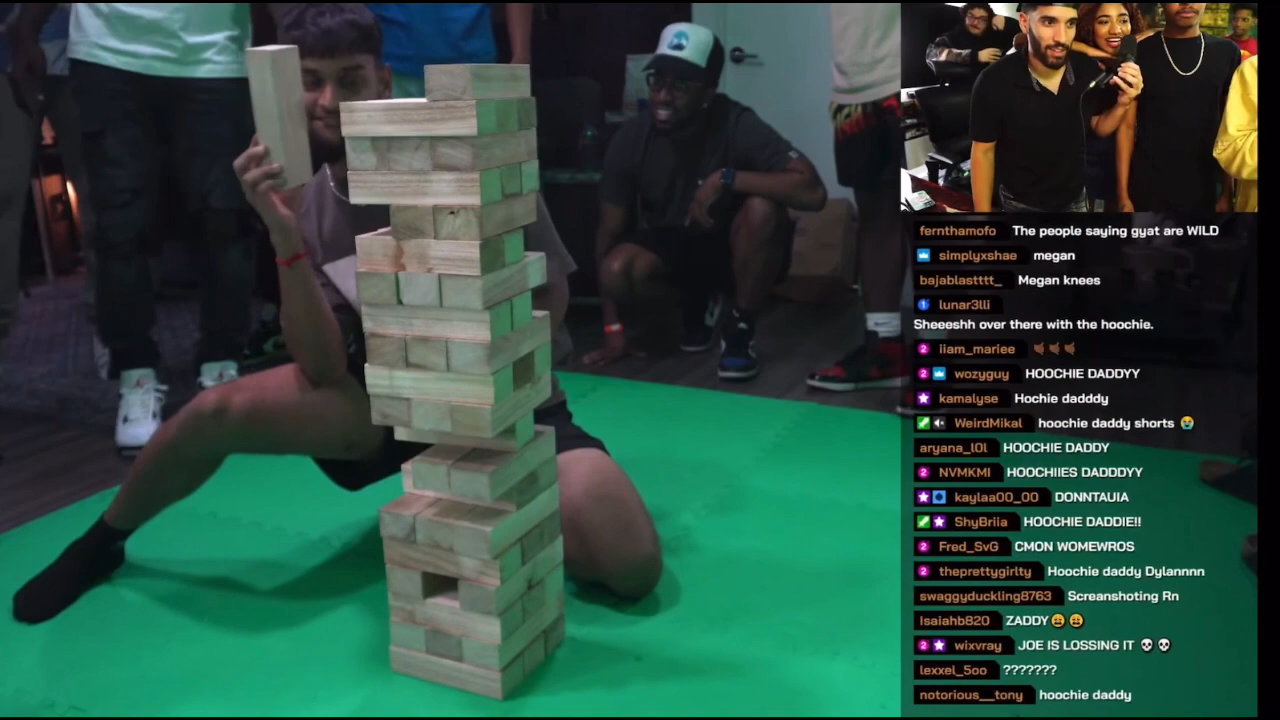 fernthamofo The people saying gyat are WILD
simplyxshae megan
bajablastttt_ Megan knees
lunar3lli
Sheeeshh over there with the hoochie.
iiam_mariee
wozyguy HOOCHIE DADDYY
kamalyse Hochie dadddy
WeirdMikal hoochie daddy shorts
aryana_l0l HOOCHIE DADDY
NVMKMI HOOCHIIES DADDDYY
kaylaa00_00 DONNTAUIA
ShyBriia HOOCHIE DADDIE!!
Fred_SvG CMON WOMEWROS
theprettygirlty Hoochie daddy Dylannnn
swaggyduckling8763 Screanshoting Rn
Isaiahb820 ZADDY
wixvray JOE IS LOSSING IT
lexxel_5oo ???????
notorious__tony hoochie daddy